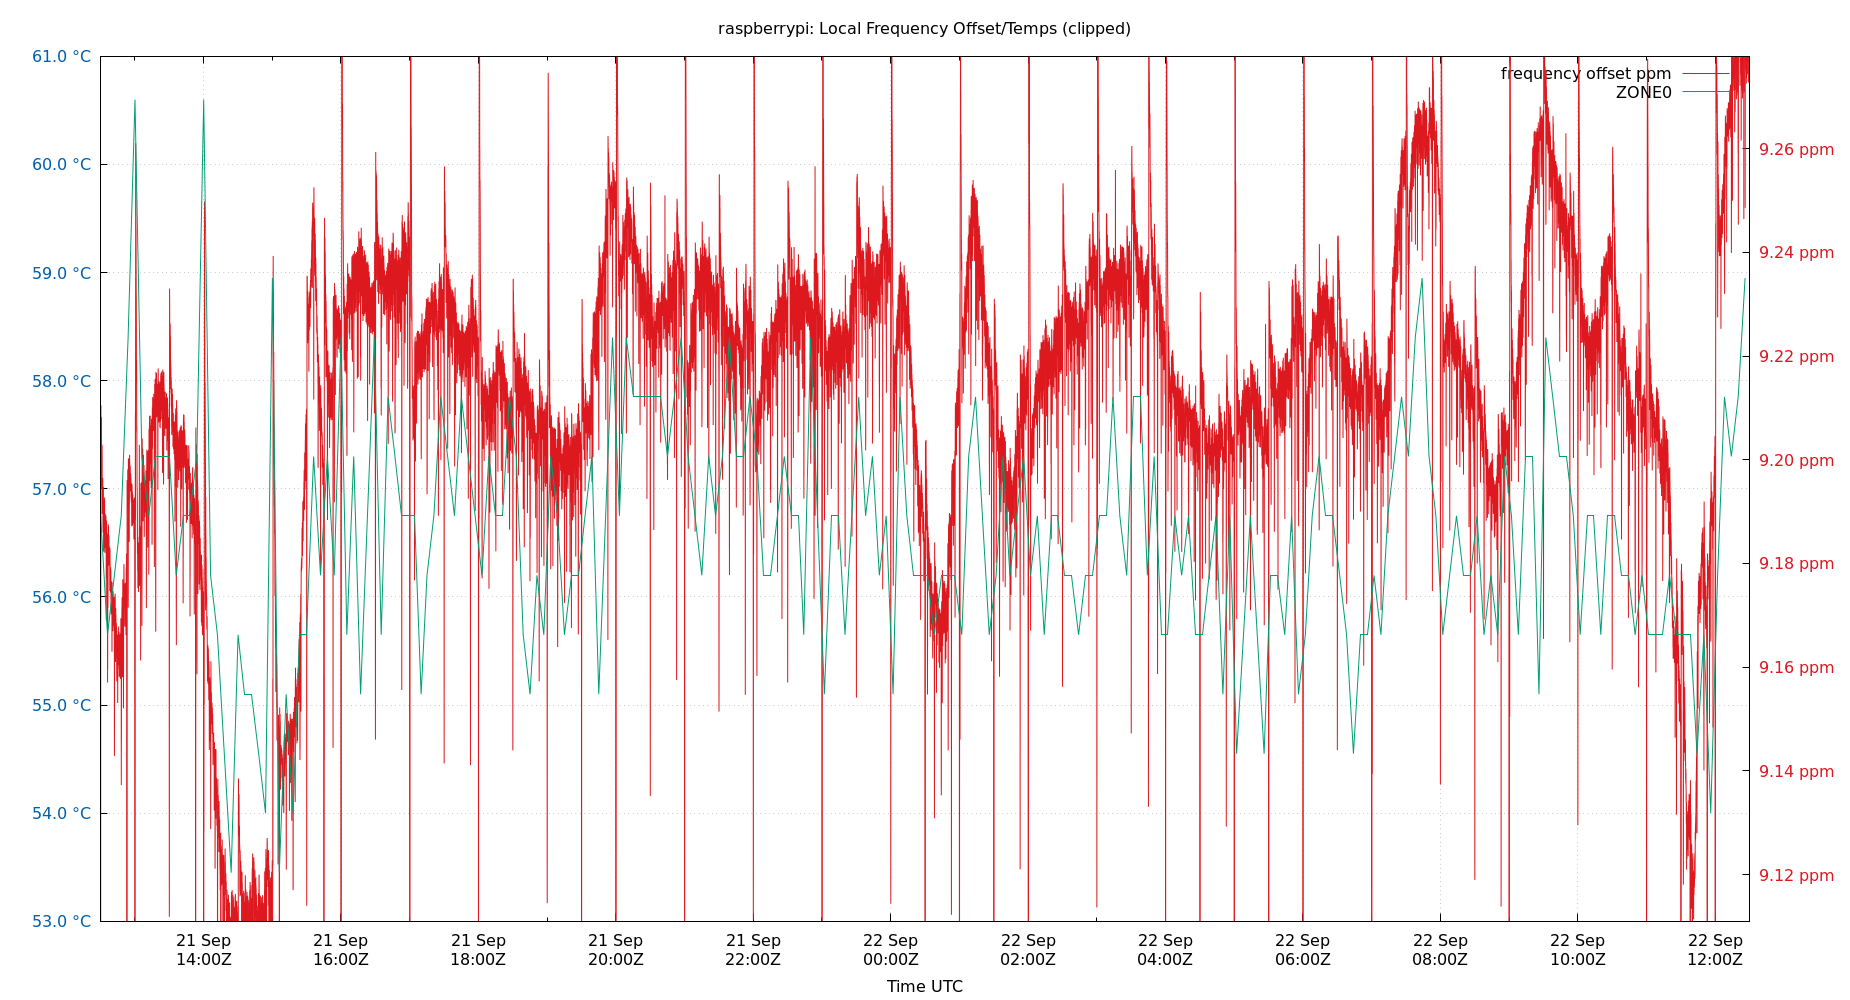 raspberrypi: Local Frequency Offset/Temps (clipped)
frequency offset ppm
ZONE0
61.0 °C
60.0 °C
59.0 °C
58.0 °C
57.0 °C
56.0 °C
55.0 °C
54.0 °C
53.0 °C
9.26 ppm
9.24 ppm
9.22 ppm
9.20 ppm
9.18 ppm
9.16 ppm
9.14 ppm
9.12 ppm
21 Sep
14:00Z
21 Sep
16:00Z
21 Sep
18:00Z
21 Sep
20:00Z
21 Sep
22:00Z
22 Sep
00:00Z
22 Sep
02:00Z
22 Sep
04:00Z
22 Sep
06:00Z
22 Sep
08:00Z
22 Sep
10:00Z
22 Sep
12:00Z
Time UTC